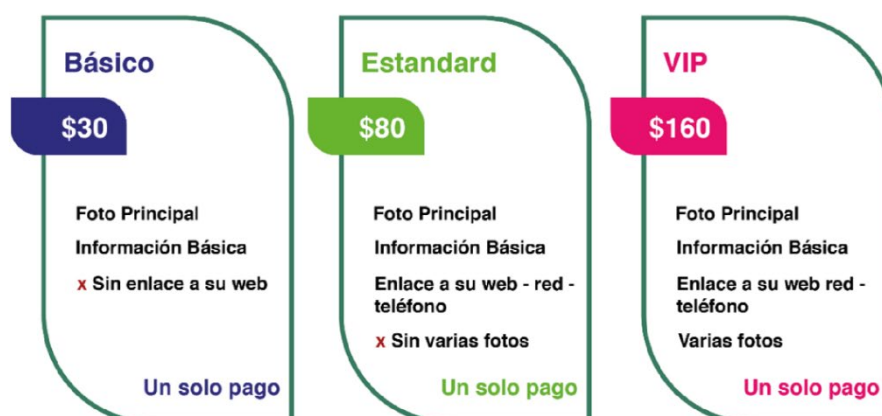 Básico
$30
Foto Principal
Información Básica
x Sin enlace a su web
Un solo pago
Estandard
$80
Foto Principal
Información Básica
Enlace a su web - red -
teléfono
x Sin varias fotos
Un solo pago
VIP
$160
Foto Principal
Información Básica
Enlace a su web red -
teléfono
Varias fotos
Un solo pago